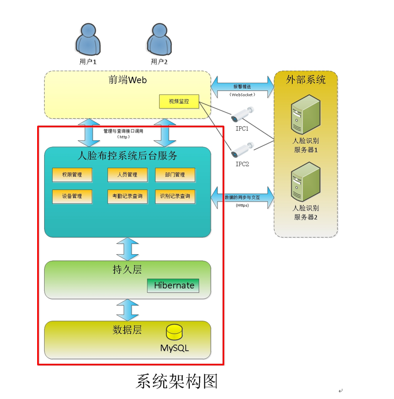 用户1
用户2
前端Web
外部系统
视频监控
报警推送
（WebSocket）
IPC1
IPC2
人脸识别
服务器1
管理与查询接口调用
（http）
人脸布控系统后台服务
权限管理
人员管理
部门管理
设备管理
考勤记录查询
识别记录查询
数据的同步与交互
（Https）
人脸识别
服务器2
持久层
Hibernate
数据层
MySQL
系统架构图